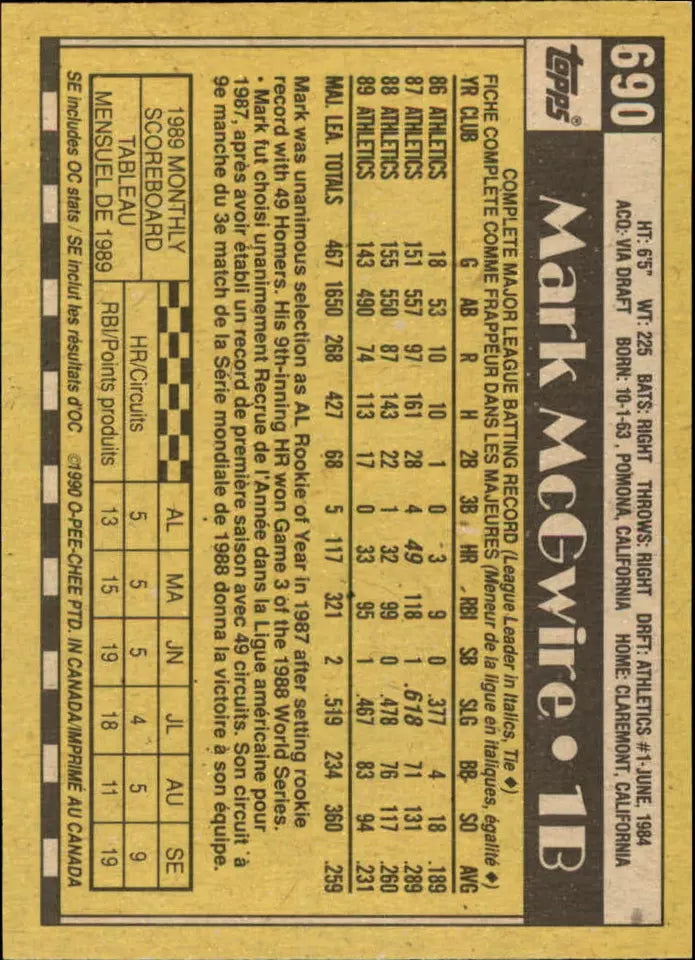 690
HT: 6'5" WT: 225 BATS: RIGHT THROWS: RIGHT DRFT: ATHLETICS #1-JUNE, 1984
ACQ: VIA DRAFT BORN: 10-1-63, POMONA, CALIFORNIA HOME: CLAREMONT, CALIFORNIA
topps® Mark McGwire • 1B
COMPLETE MAJOR LEAGUE BATTING RECORD (League Leader in Italics, Tie ♦)
FICHE COMPLETE COMME FRAPPEUR DANS LES MAJEURES (Meneur de la ligue en italiques, égalité ♦)
YR CLUB G AB R H 2B 3B HR RBI SB SLG BB SO AVG
86 ATHLETICS 18 53 10 10 1 0 3 9 0 .377 4 18 .189
87 ATHLETICS 151 557 97 161 28 4 49 118 1 .618 71 131 .289
88 ATHLETICS 155 550 87 143 22 1 32 99 0 .478 76 117 .260
89 ATHLETICS 143 490 74 113 17 0 33 95 1 .467 83 94 .231
MAJ. LEA. TOTALS 467 1650 268 427 68 5 117 321 2 .519 234 360 .259
Mark was unanimous selection as AL Rookie of Year in 1987 after setting rookie
record with 49 Homers. His 9th-inning HR won Game 3 of the 1988 World Series.
• Mark fut choisi unanimement Recrue de l'Année dans la Ligue américaine pour
1987, après avoir établi un record de première saison avec 49 circuits. Son circuit à
9e manche du 3e match de la Série mondiale de 1988 donna la victoire à son équipe.
1989 MONTHLY
SCOREBOARD
TABLEAU
MENSUEL DE 1989
AL MA JN JL AU SE
HR/Circuits 5 5 5 4 5 9
RBI/Points produits 13 15 19 18 11 19
SE includes OC stats / SE inclut les résultats d'OC ©1990 O-PEE-CHEE PTD. IN CANADA/IMPRIMÉ AU CANADA